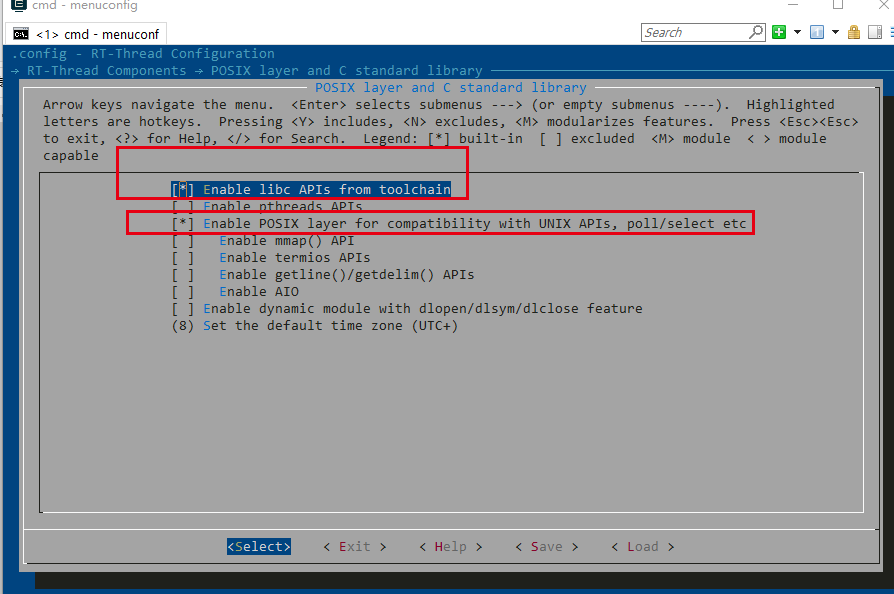 cmd - menuconfig
<1> cmd - menuconf
Search
.config - RT-Thread Configuration
→ RT-Thread Components → POSIX layer and C standard library
POSIX layer and C standard library
Arrow keys navigate the menu.  <Enter> selects submenus ---> (or empty submenus ----).  Highlighted
letters are hotkeys.  Pressing <Y> includes, <N> excludes, <M> modularizes features.  Press <Esc><Esc>
to exit, <?> for Help, </> for Search.  Legend: [*] built-in  [ ] excluded  <M> module  < > module
capable
[*] Enable libc APIs from toolchain
[ ] Enable pthreads APIs
[*] Enable POSIX layer for compatibility with UNIX APIs, poll/select etc
[ ]   Enable mmap() API
[ ]   Enable termios APIs
[ ]   Enable getline()/getdelim() APIs
[ ]   Enable AIO
[ ] Enable dynamic module with dlopen/dlsym/dlclose feature
(8) Set the default time zone (UTC+)
<Select>    < Exit >    < Help >    < Save >    < Load >